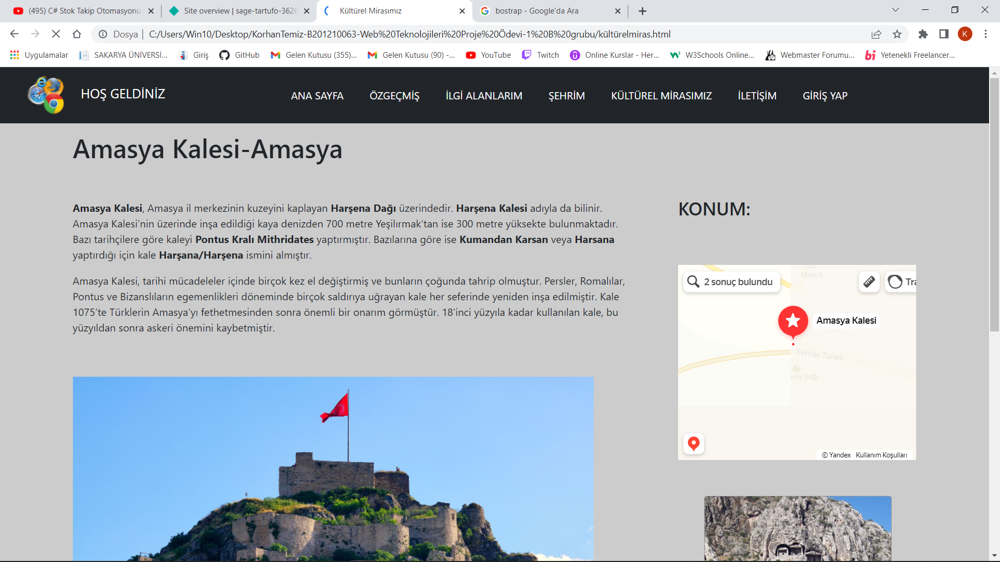 (495) C# Stok Takip Otomasyonu
Site overview | sage-tartufo-3626
Kültürel Mirasımız
bostrap - Google'da Ara
Dosya
C:/Users/Win10/Desktop/KorhanTemiz-B201210063-Web%20Teknolojileri%20Proje%20Ödevi-1%20B%20grubu/kültürelmiras.html
K
Uygulamalar
SAKARYA ÜNİVERSİ...
Giriş
GitHub
Gelen Kutusu (355)...
Gelen Kutusu (90) -...
YouTube
Twitch
Online Kurslar - Her...
W3Schools Online...
Webmaster Forumu...
bi Yetenekli Freelancer...
HOŞ GELDİNİZ
ANA SAYFA
ÖZGEÇMİŞ
İLGİ ALANLARIM
ŞEHRİM
KÜLTÜREL MİRASIMIZ
İLETİŞİM
GİRİŞ YAP
Amasya Kalesi-Amasya
Amasya Kalesi, Amasya il merkezinin kuzeyini kaplayan Harşena Dağı üzerindedir. Harşena Kalesi adıyla da bilinir.
Amasya Kalesi’nin üzerinde inşa edildiği kaya denizden 700 metre Yeşilırmak’tan ise 300 metre yüksekte bulunmaktadır.
Bazı tarihçilere göre kaleyi Pontus Kralı Mithridates yaptırmıştır. Bazılarına göre ise Kumandan Karsan veya Harsana
yaptırdığı için kale Harşana/Harşena ismini almıştır.
Amasya Kalesi, tarihi mücadeleler içinde birçok kez el değiştirmiş ve bunların çoğunda tahrip olmuştur. Persler, Romalılar,
Pontus ve Bizanslıların egemenlikleri döneminde birçok saldırıya uğrayan kale her seferinde yeniden inşa edilmiştir. Kale
1075’te Türklerin Amasya’yı fethetmesinden sonra önemli bir onarım görmüştür. 18'inci yüzyıla kadar kullanılan kale, bu
yüzyıldan sonra askeri önemini kaybetmiştir.
KONUM:
Mescit
2 sonuç bulundu
Tra
Amasya Kalesi
Ferhat Tüneli
ena Dağı
© Yandex Kullanım Koşulları